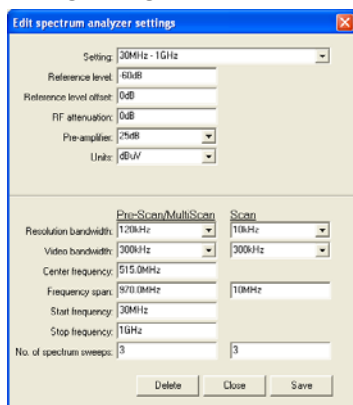 Edit spectrum analyzer settings
Setting: 30MHz - 1GHz
Reference level: -60dB
Reference level offset: 0dB
RF attenuation: 0dB
Pre-amplifier: 25dB
Units: dBuV
Pre-Scan/MultiScan Scan
Resolution bandwidth: 120kHz 10kHz
Video bandwidth: 300kHz 300kHz
Center frequency: 515.0MHz
Frequency span: 970.0MHz 10MHz
Start frequency: 30MHz
Stop frequency: 1GHz
No. of spectrum sweeps: 3 3
Delete Close Save